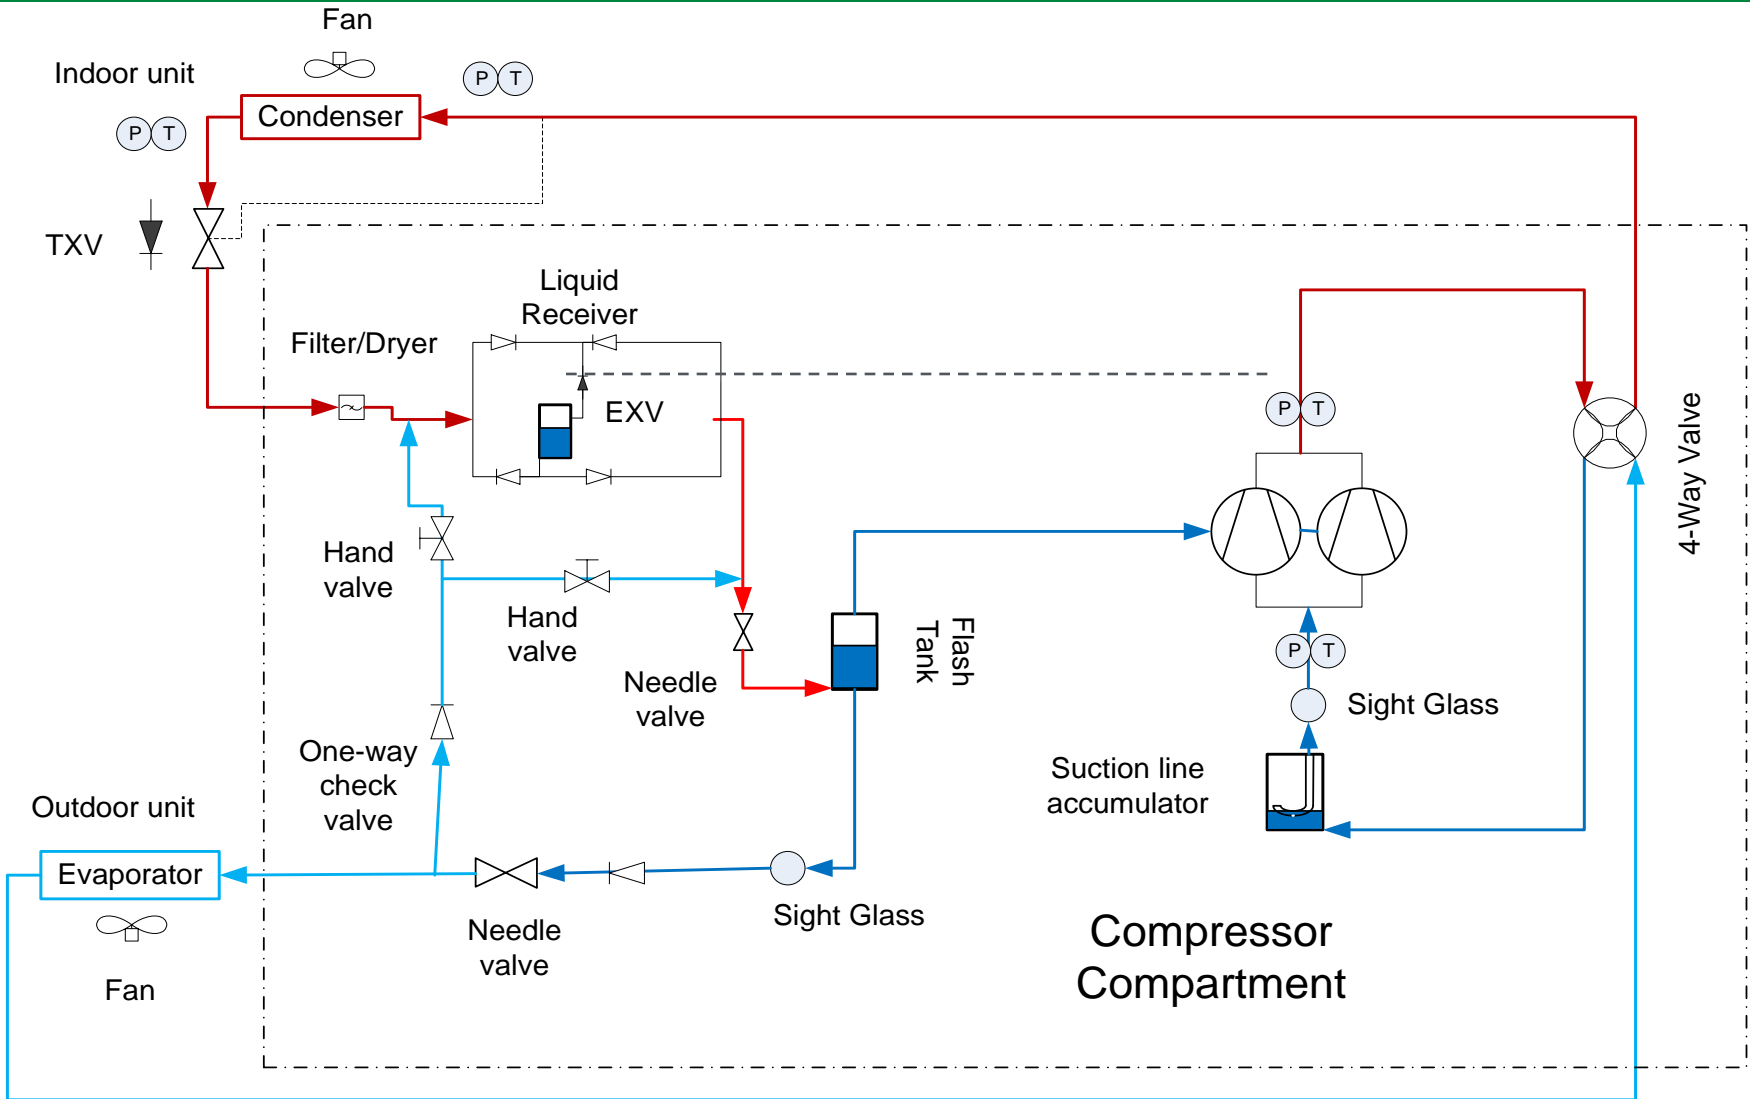 Fan
Indoor unit
P T
Condenser
P T
TXV
Liquid
Receiver
Filter/Dryer
EXV
P T
4-Way Valve
Hand
valve
Hand
valve
Flash
Tank
Needle
valve
P T
Sight Glass
One-way
check
valve
Suction line
accumulator
Outdoor unit
Evaporator
Sight Glass
Needle
valve
Compressor
Compartment
Fan